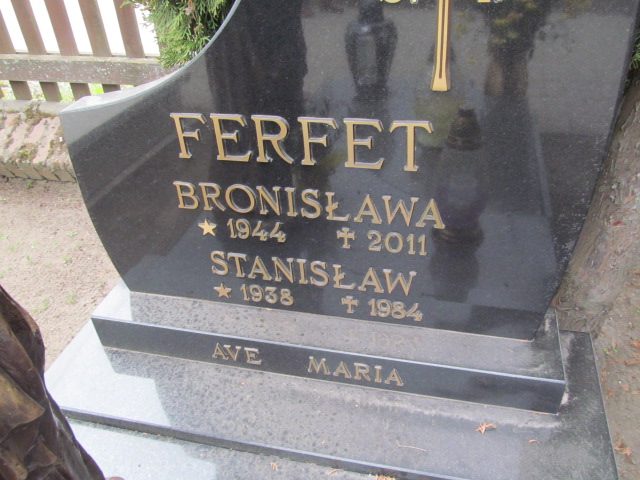 FERFET
BRONISŁAWA
★1944 ✝2011
STANISŁAW
★1938 ✝1984
AVE MARIA